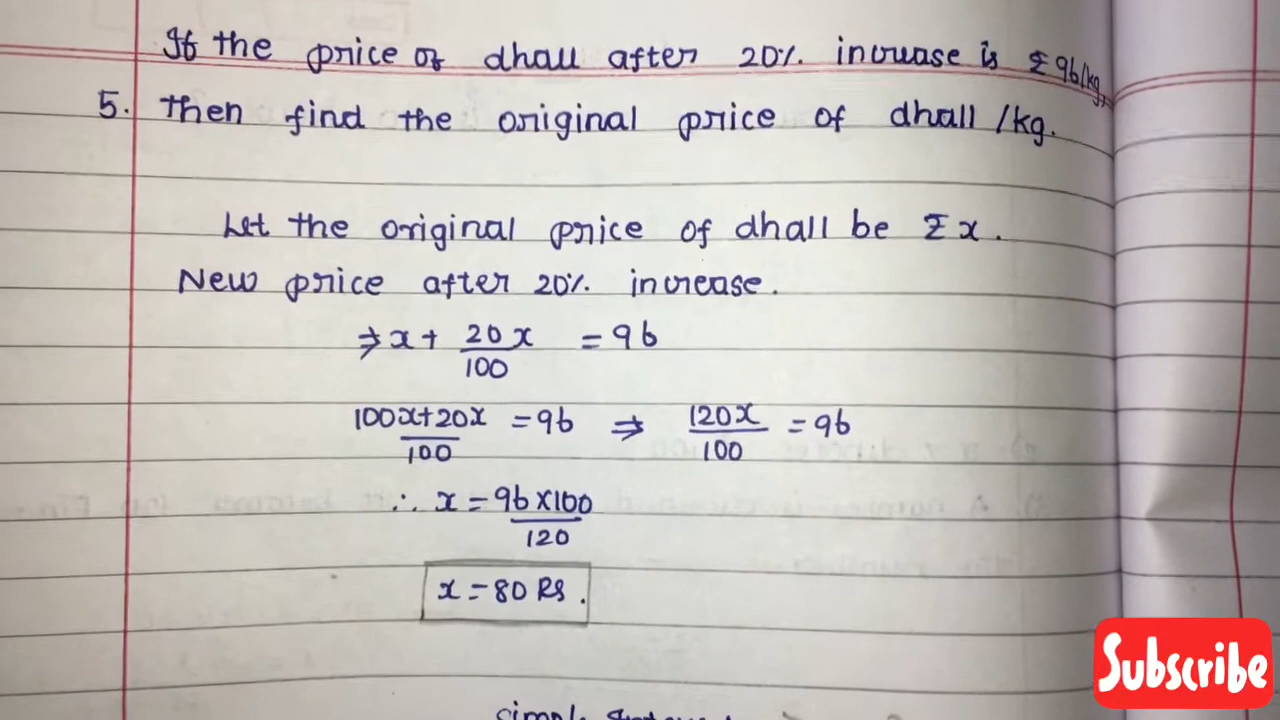 If the price of dhall after 20% increase is ₹96/kg,
5. then find the original price of dhall /kg.
Let the original price of dhall be ₹x.
New price after 20% increase.
⇒ x + 20x/100 = 96
100x+20x/100 = 96 ⇒ 120x/100 = 96
∴ x = 96×100/120
x = 80 Rs.
Subscribe